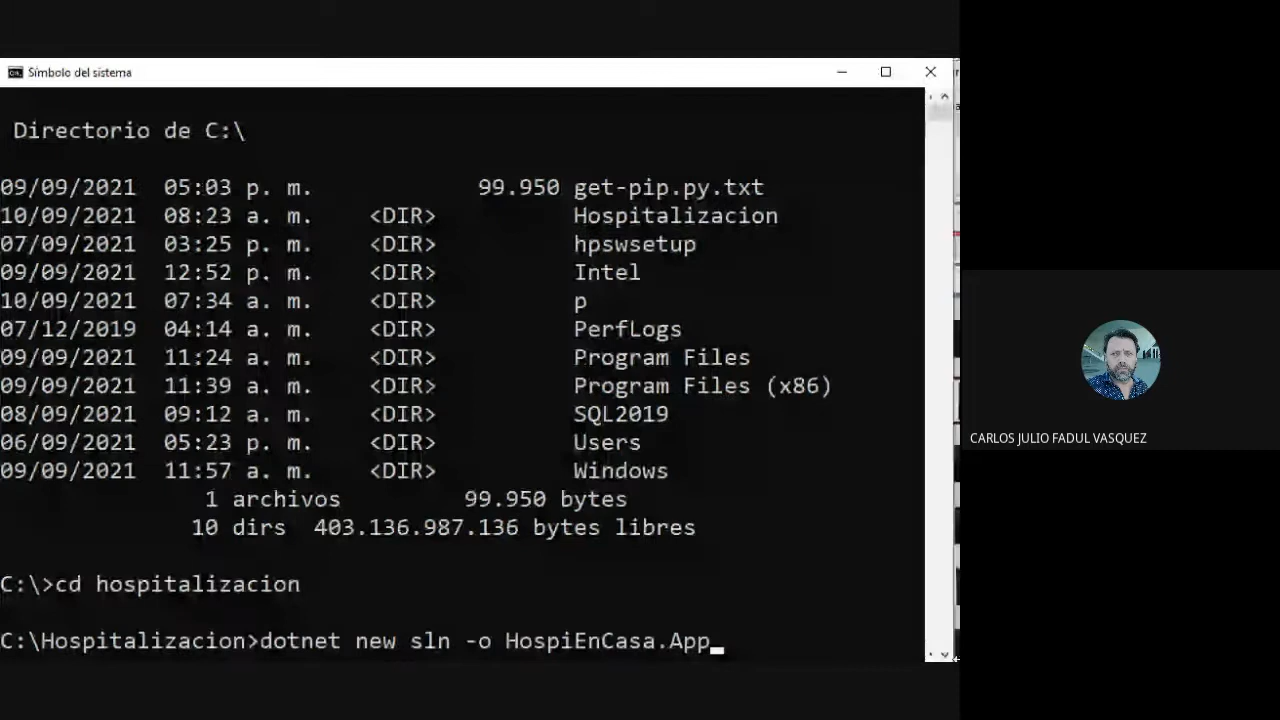 Símbolo del sistema
Directorio de C:\
09/09/2021 05:03 p. m. 99.950 get-pip.py.txt
10/09/2021 08:23 a. m. <DIR> Hospitalizacion
07/09/2021 03:25 p. m. <DIR> hpswsetup
09/09/2021 12:52 p. m. <DIR> Intel
10/09/2021 07:34 a. m. <DIR> p
07/12/2019 04:14 a. m. <DIR> PerfLogs
09/09/2021 11:24 a. m. <DIR> Program Files
09/09/2021 11:39 a. m. <DIR> Program Files (x86)
08/09/2021 09:12 a. m. <DIR> SQL2019
06/09/2021 05:23 p. m. <DIR> Users
09/09/2021 11:57 a. m. <DIR> Windows
1 archivos 99.950 bytes
10 dirs 403.136.987.136 bytes libres
C:\>cd hospitalizacion
C:\Hospitalizacion>dotnet new sln -o HospiEnCasa.App
CARLOS JULIO FADUL VASQUEZ